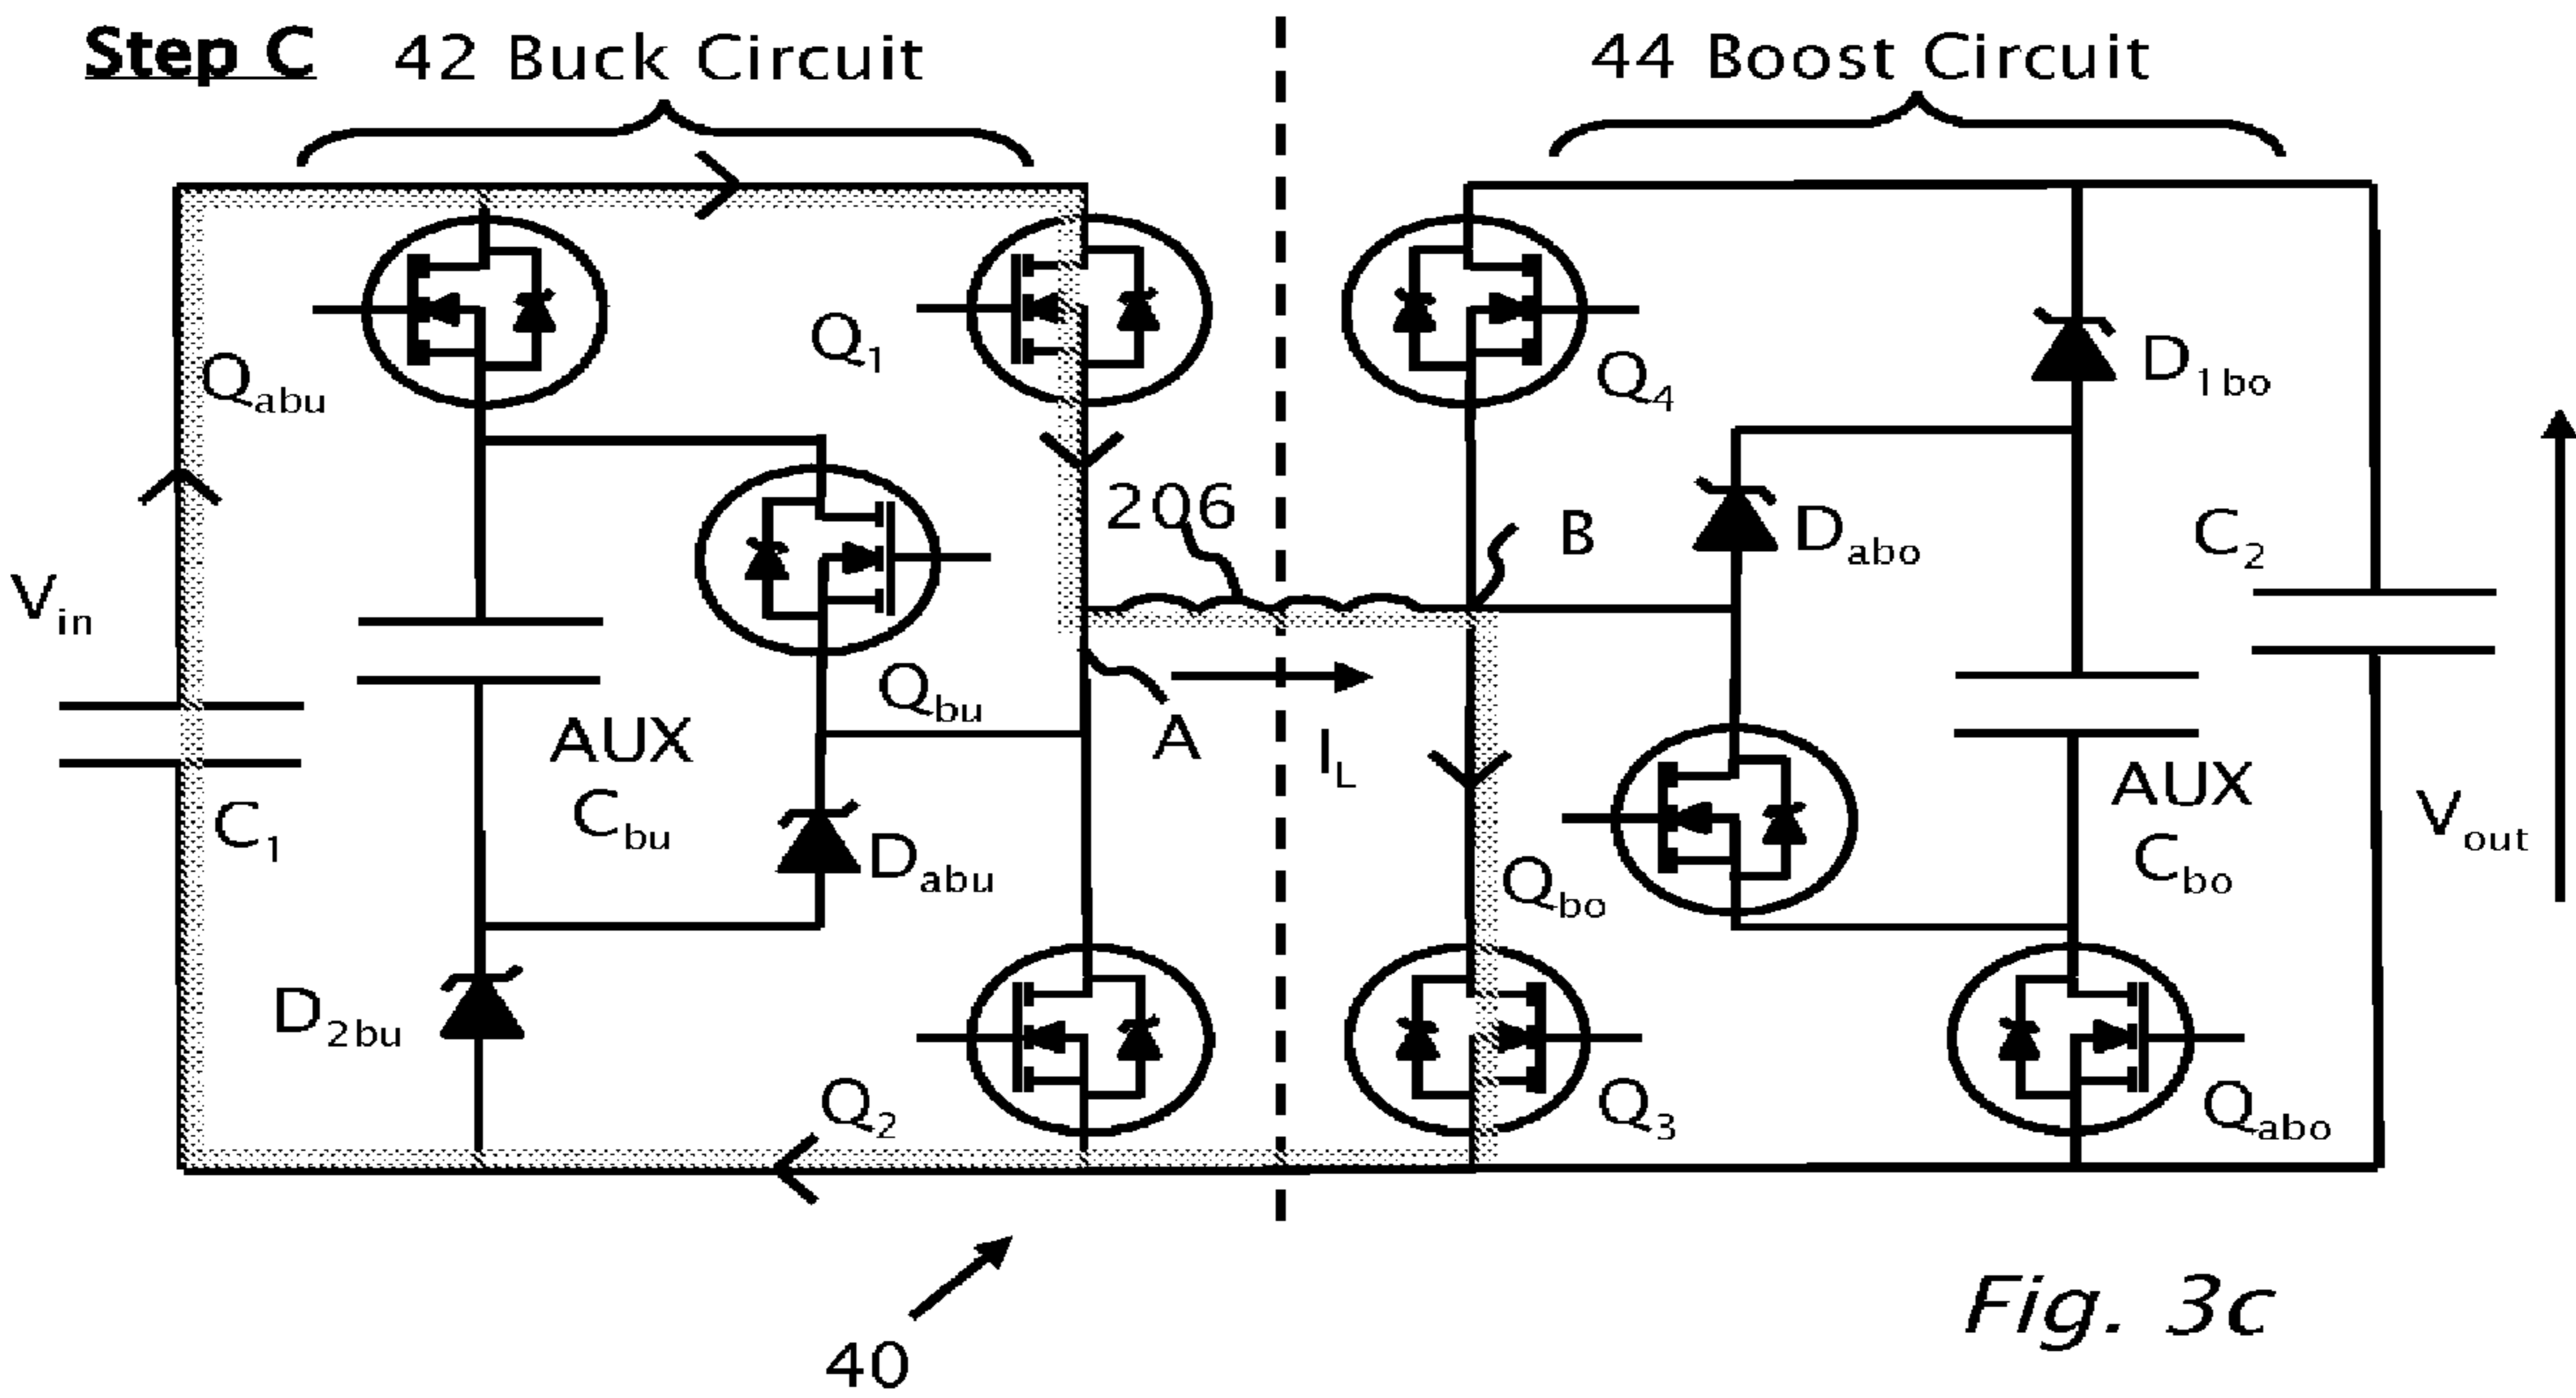 Step C 42 Buck Circuit
44 Boost Circuit
Qabu
Q1
Q4
D1bo
206
B
Dabo
C2
Vin
Qbu
A
IL
AUX
Cbu
C1
Dabu
AUX
Cbo
Vout
Qbo
D2bu
Q2
Q3
Qabo
40
Fig. 3c